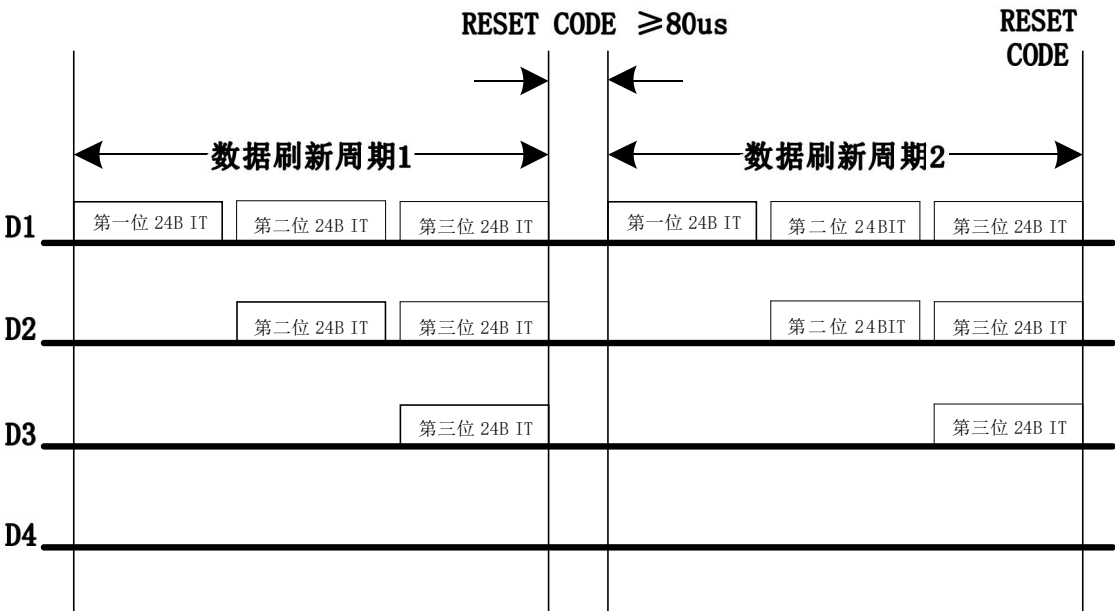 RESET CODE ≥80us
RESET
CODE
数据刷新周期1
数据刷新周期2
D1
第一位 24B IT
第二位 24B IT
第三位 24B IT
第一位 24B IT
第二位 24BIT
第三位 24B IT
D2
第二位 24B IT
第三位 24B IT
第二位 24BIT
第三位 24B IT
D3
第三位 24B IT
第三位 24B IT
D4